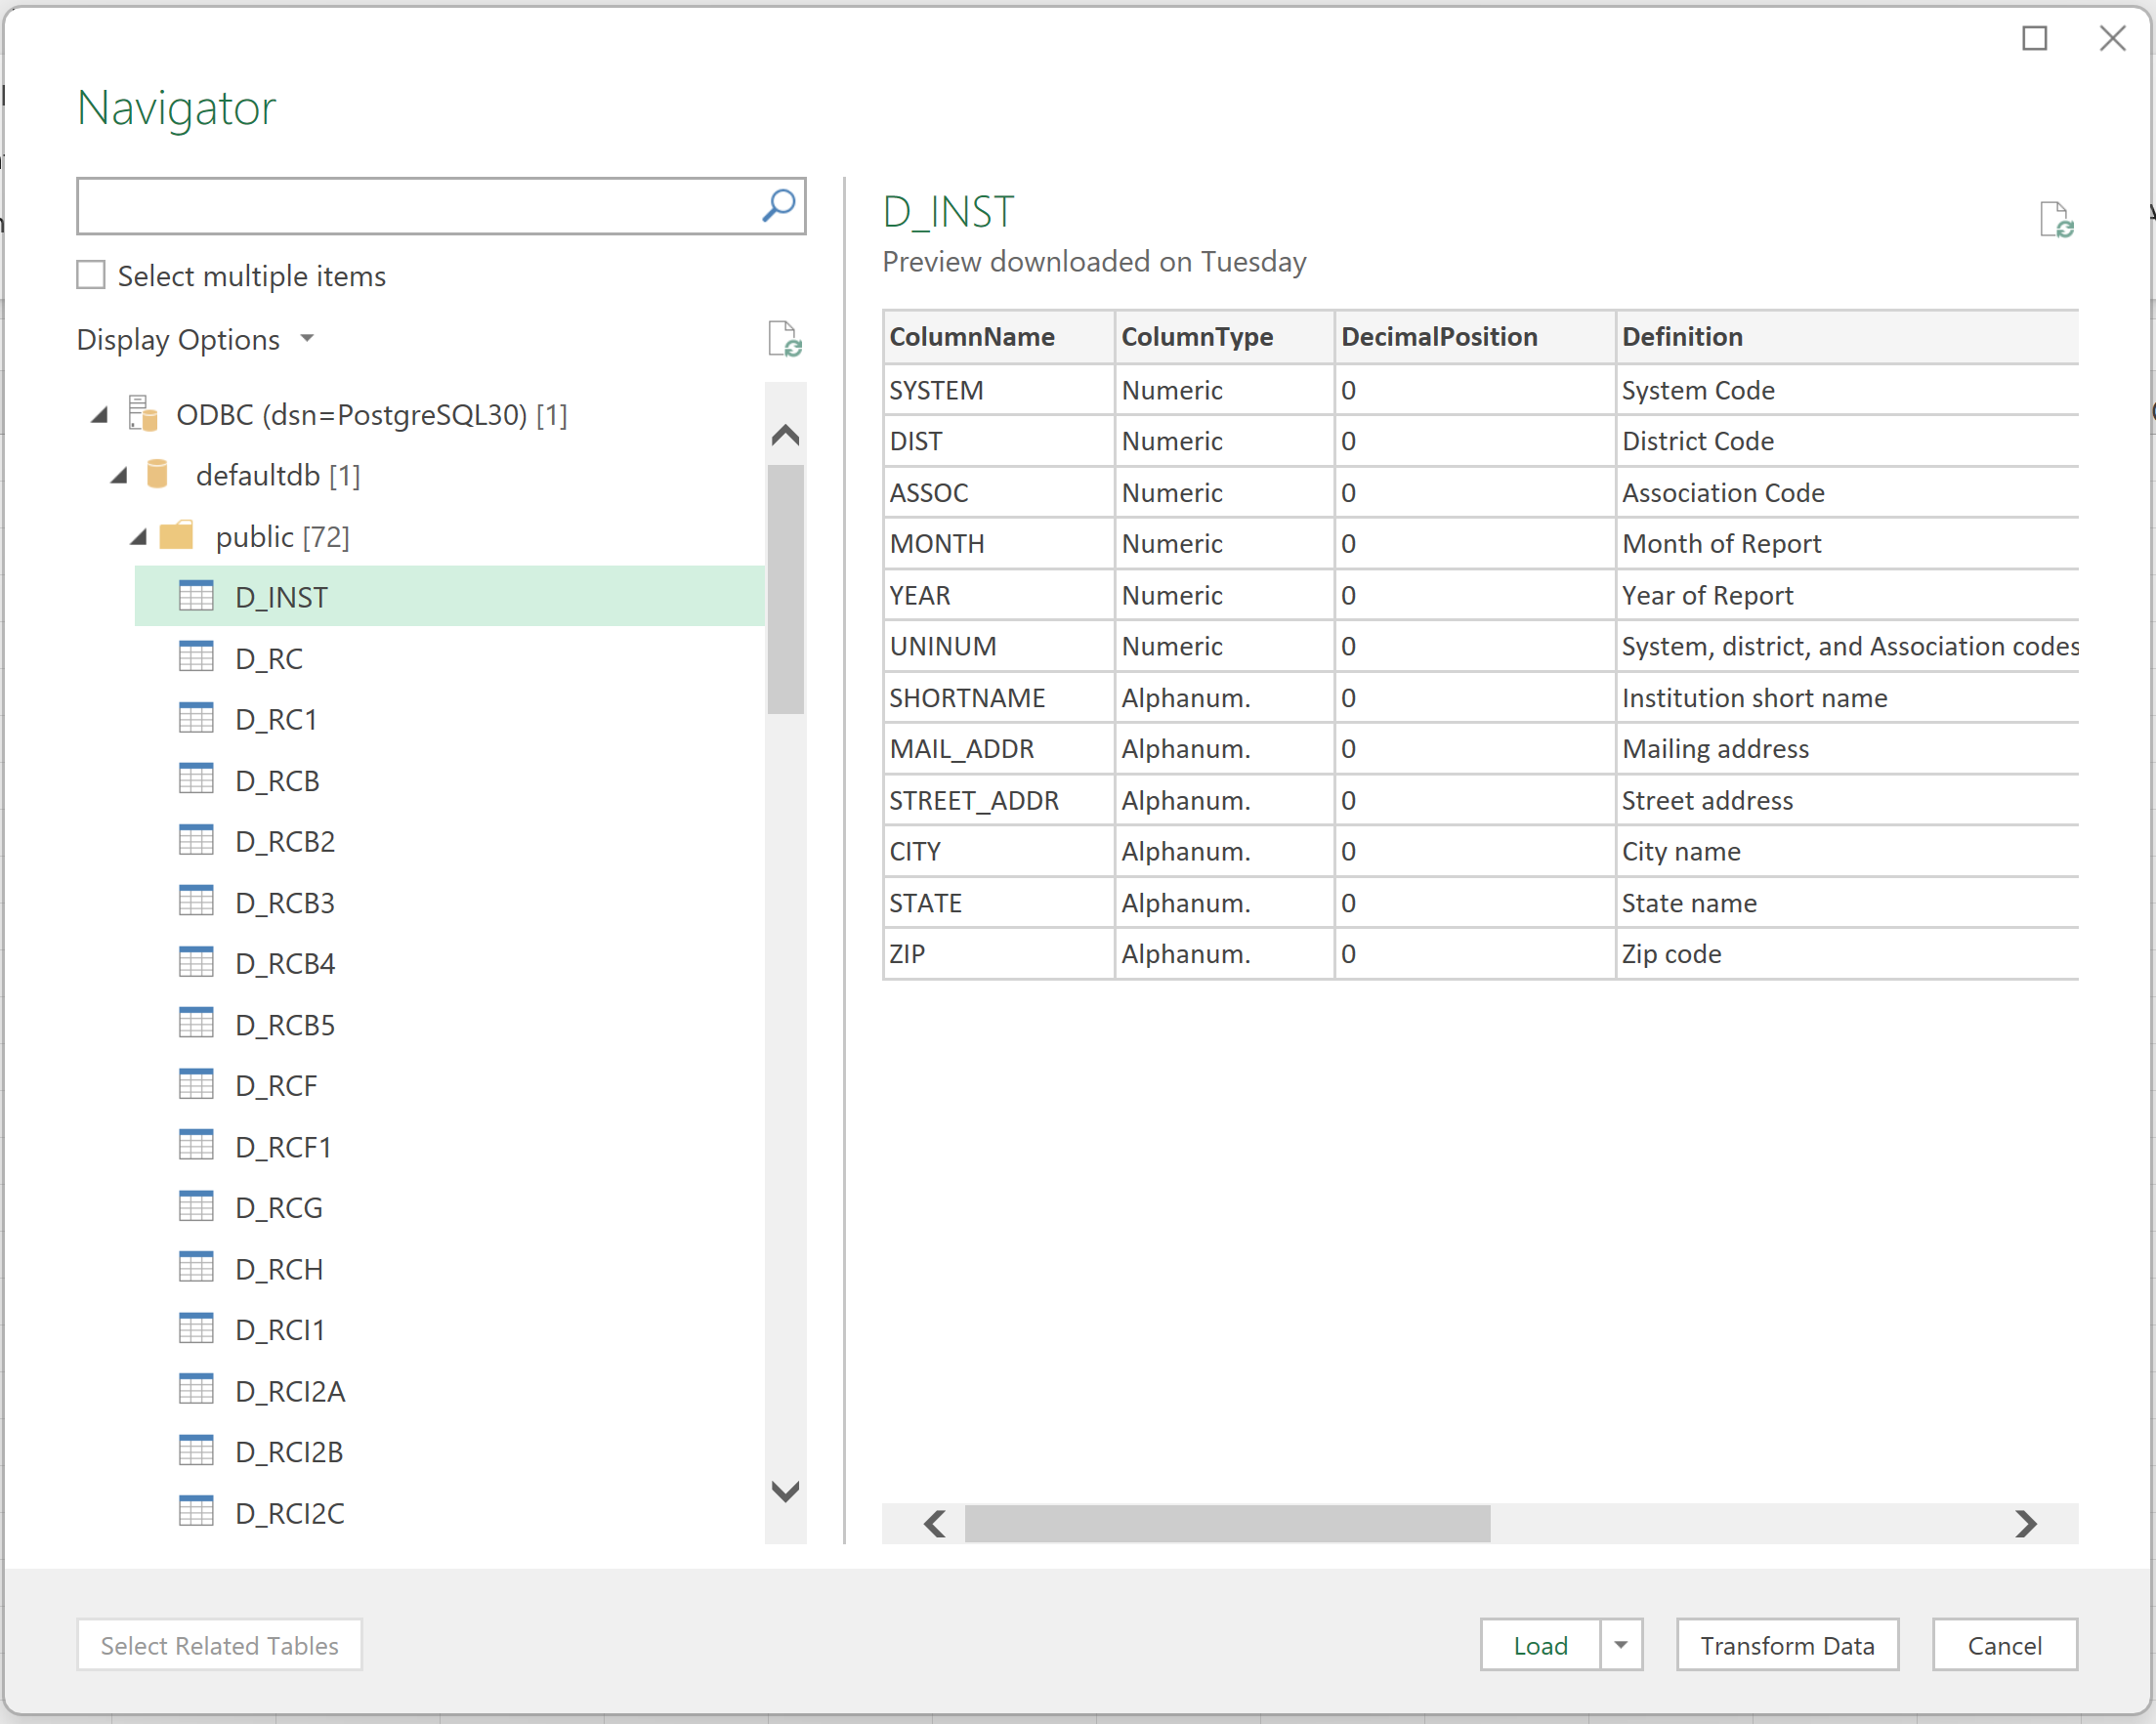 Navigator
Select multiple items
Display Options
ODBC (dsn=PostgreSQL30) [1]
defaultdb [1]
public [72]
D_INST
D_RC
D_RC1
D_RCB
D_RCB2
D_RCB3
D_RCB4
D_RCB5
D_RCF
D_RCF1
D_RCG
D_RCH
D_RCI1
D_RCI2A
D_RCI2B
D_RCI2C
D_INST
Preview downloaded on Tuesday
ColumnName ColumnType DecimalPosition Definition
SYSTEM Numeric 0 System Code
DIST Numeric 0 District Code
ASSOC Numeric 0 Association Code
MONTH Numeric 0 Month of Report
YEAR Numeric 0 Year of Report
UNINUM Numeric 0 System, district, and Association codes
SHORTNAME Alphanum. 0 Institution short name
MAIL_ADDR Alphanum. 0 Mailing address
STREET_ADDR Alphanum. 0 Street address
CITY Alphanum. 0 City name
STATE Alphanum. 0 State name
ZIP Alphanum. 0 Zip code
Select Related Tables Load Transform Data Cancel